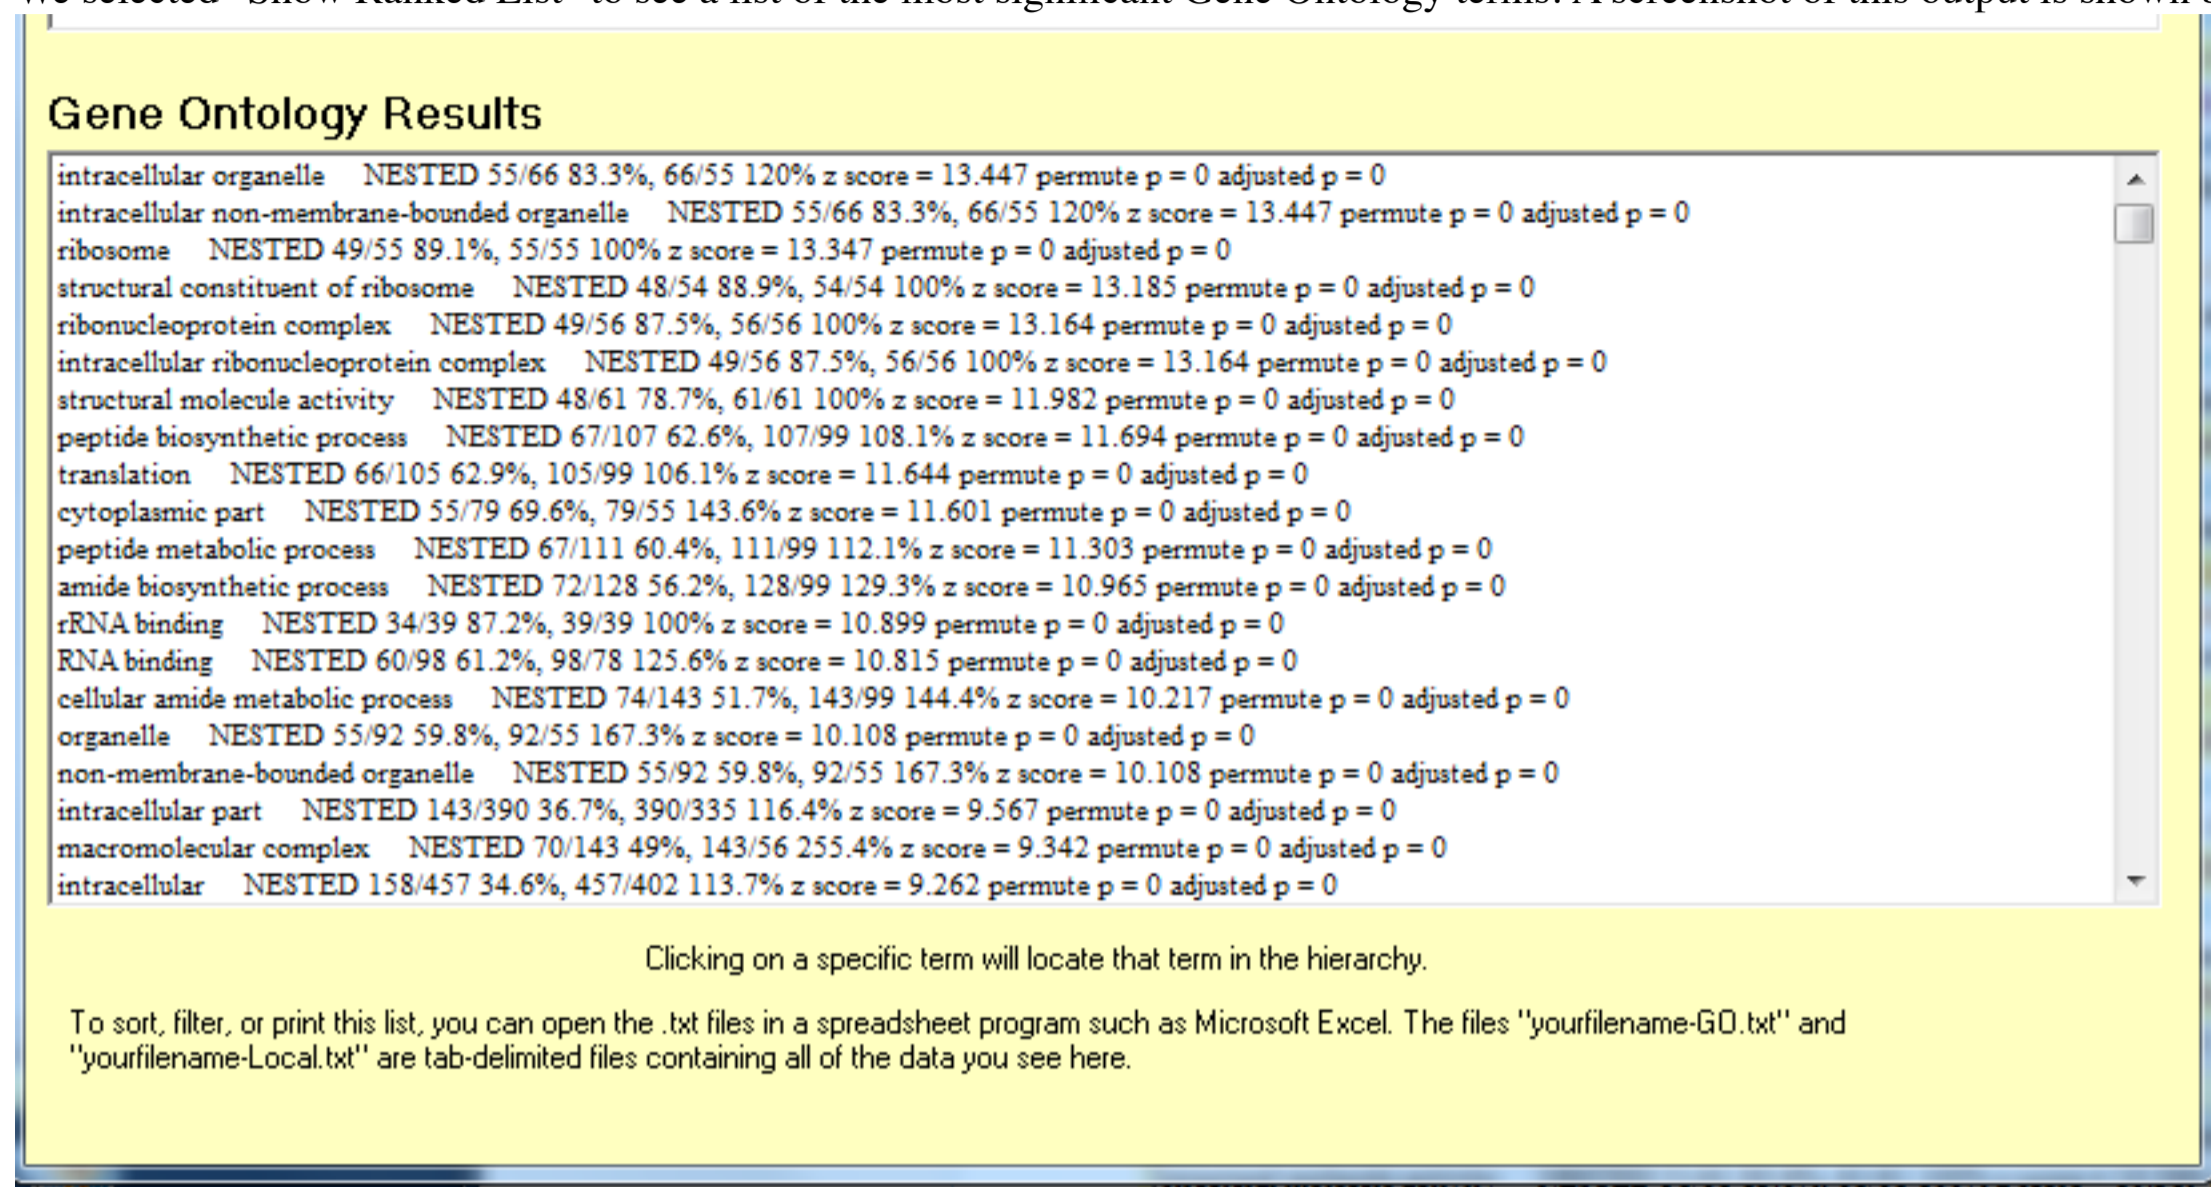 We selected "Show Ranked List" to see a list of the most significant Gene Ontology terms. A screenshot of this output is shown
Gene Ontology Results
intracellular organelle NESTED 55/66 83.3%, 66/55 120% z score = 13.447 permute p = 0 adjusted p = 0
intracellular non-membrane-bounded organelle NESTED 55/66 83.3%, 66/55 120% z score = 13.447 permute p = 0 adjusted p = 0
ribosome NESTED 49/55 89.1%, 55/55 100% z score = 13.347 permute p = 0 adjusted p = 0
structural constituent of ribosome NESTED 48/54 88.9%, 54/54 100% z score = 13.185 permute p = 0 adjusted p = 0
ribonucleoprotein complex NESTED 49/56 87.5%, 56/56 100% z score = 13.164 permute p = 0 adjusted p = 0
intracellular ribonucleoprotein complex NESTED 49/56 87.5%, 56/56 100% z score = 13.164 permute p = 0 adjusted p = 0
structural molecule activity NESTED 48/61 78.7%, 61/61 100% z score = 11.982 permute p = 0 adjusted p = 0
peptide biosynthetic process NESTED 67/107 62.6%, 107/99 108.1% z score = 11.694 permute p = 0 adjusted p = 0
translation NESTED 66/105 62.9%, 105/99 106.1% z score = 11.644 permute p = 0 adjusted p = 0
cytoplasmic part NESTED 55/79 69.6%, 79/55 143.6% z score = 11.601 permute p = 0 adjusted p = 0
peptide metabolic process NESTED 67/111 60.4%, 111/99 112.1% z score = 11.303 permute p = 0 adjusted p = 0
amide biosynthetic process NESTED 72/128 56.2%, 128/99 129.3% z score = 10.965 permute p = 0 adjusted p = 0
rRNA binding NESTED 34/39 87.2%, 39/39 100% z score = 10.899 permute p = 0 adjusted p = 0
RNA binding NESTED 60/98 61.2%, 98/78 125.6% z score = 10.815 permute p = 0 adjusted p = 0
cellular amide metabolic process NESTED 74/143 51.7%, 143/99 144.4% z score = 10.217 permute p = 0 adjusted p = 0
organelle NESTED 55/92 59.8%, 92/55 167.3% z score = 10.108 permute p = 0 adjusted p = 0
non-membrane-bounded organelle NESTED 55/92 59.8%, 92/55 167.3% z score = 10.108 permute p = 0 adjusted p = 0
intracellular part NESTED 143/390 36.7%, 390/335 116.4% z score = 9.567 permute p = 0 adjusted p = 0
macromolecular complex NESTED 70/143 49%, 143/56 255.4% z score = 9.342 permute p = 0 adjusted p = 0
intracellular NESTED 158/457 34.6%, 457/402 113.7% z score = 9.262 permute p = 0 adjusted p = 0
Clicking on a specific term will locate that term in the hierarchy.
To sort, filter, or print this list, you can open the .txt files in a spreadsheet program such as Microsoft Excel. The files "yourfilename-GO.txt" and
"yourfilename-Local.txt" are tab-delimited files containing all of the data you see here.